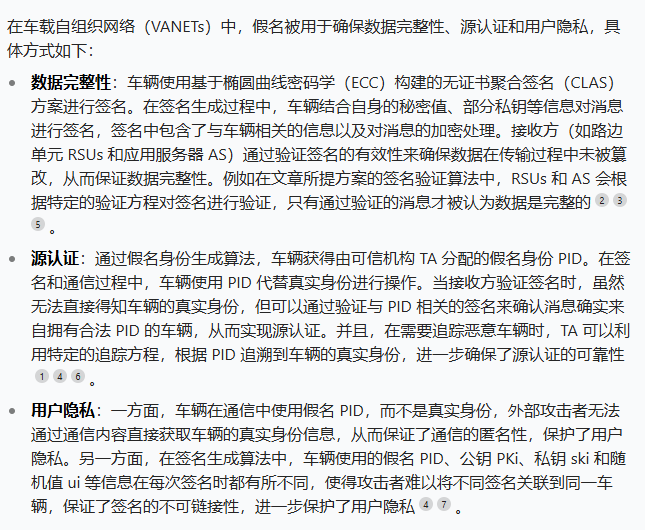 在车载自组织网络（VANETs）中，假名被用于确保数据完整性、源认证和用户隐私，具
体方式如下：
• 数据完整性：车辆使用基于椭圆曲线密码学（ECC）构建的无证书聚合签名（CLAS）
方案进行签名。在签名生成过程中，车辆结合自身的秘密值、部分私钥等信息对消息
进行签名，签名中包含了与车辆相关的信息以及对消息的加密处理。接收方（如路边
单元 RSUs 和应用服务器 AS）通过验证签名的有效性来确保数据在传输过程中未被篡
改，从而保证数据完整性。例如在文章所提方案的签名验证算法中，RSUs 和 AS 会根
据特定的验证方程对签名进行验证，只有通过验证的消息才被认为数据是完整的 2 3
5 。
• 源认证：通过假名身份生成算法，车辆获得由可信机构 TA 分配的假名身份 PID。在签
名和通信过程中，车辆使用 PID 代替真实身份进行操作。当接收方验证签名时，虽然
无法直接得知车辆的真实身份，但可以通过验证与 PID 相关的签名来确认消息确实来
自拥有合法 PID 的车辆，从而实现源认证。并且，在需要追踪恶意车辆时，TA 可以利
用特定的追踪方程，根据 PID 追溯到车辆的真实身份，进一步确保了源认证的可靠性
1 4 6 。
• 用户隐私：一方面，车辆在通信中使用假名 PID，而不是真实身份，外部攻击者无法
通过通信内容直接获取车辆的真实身份信息，从而保证了通信的匿名性，保护了用户
隐私。另一方面，在签名生成算法中，车辆使用的假名 PID、公钥 PKi、私钥 ski 和随
机值 ui 等信息在每次签名时都有所不同，使得攻击者难以将不同签名关联到同一车
辆，保证了签名的不可链接性，进一步保护了用户隐私 4 7 。